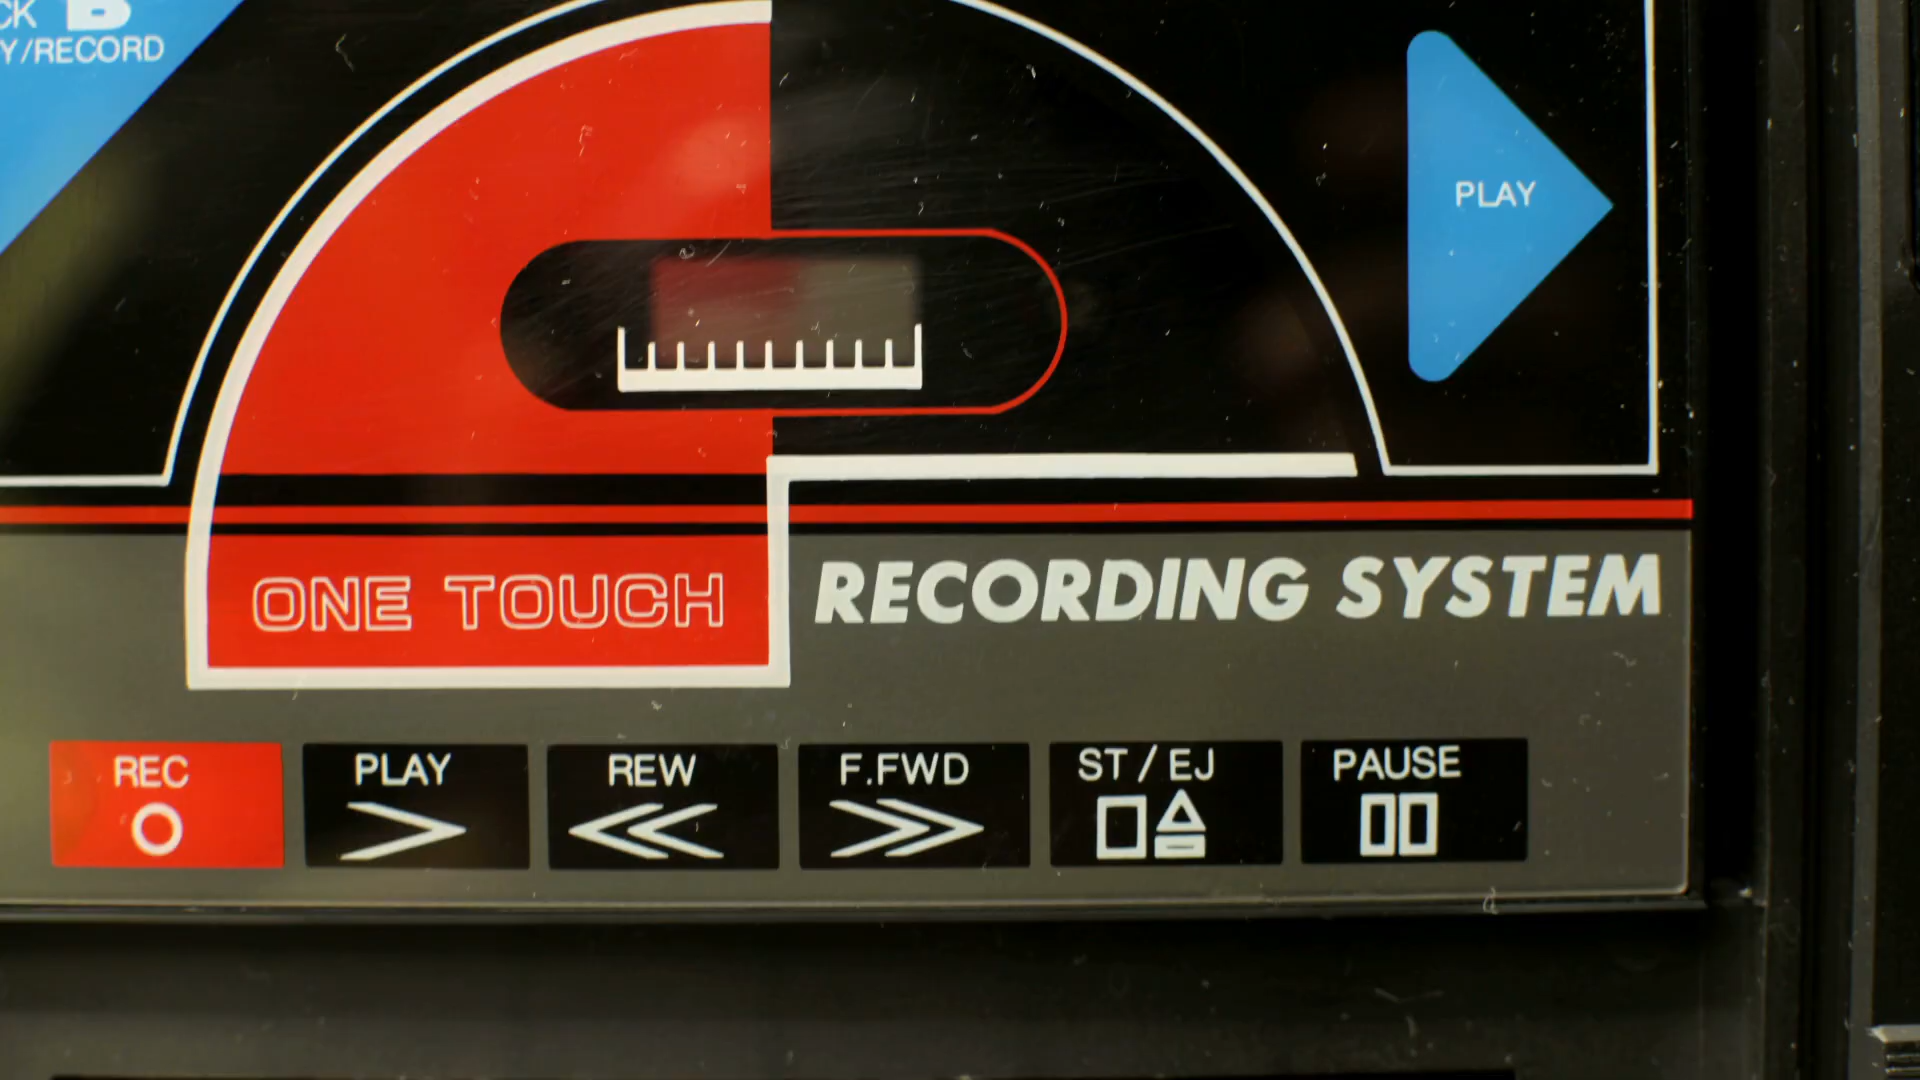 CK B
Y/RECORD
PLAY
ONE TOUCH
RECORDING SYSTEM
REC
PLAY
REW
F.FWD
ST / EJ
PAUSE